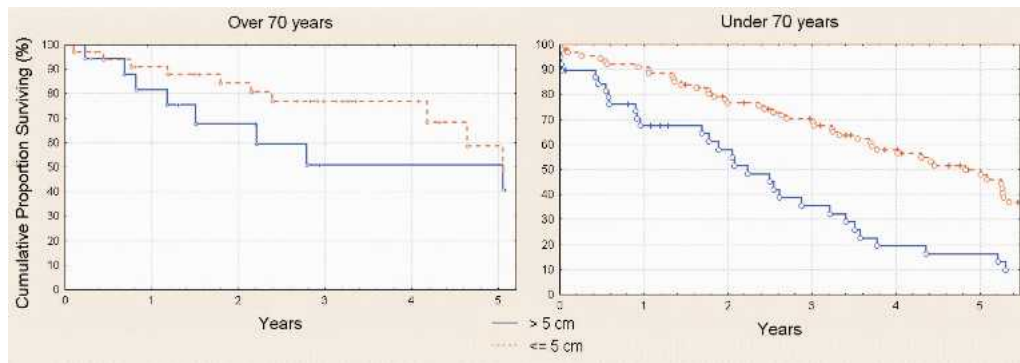 Over 70 years
Cumulative Proportion Surviving (%)
100
90
80
70
60
50
40
30
20
10
0
0 1 2 3 4 5
Years
Under 70 years
100
90
80
70
60
50
40
30
20
10
0
0 1 2 3 4 5
Years
> 5 cm
<= 5 cm